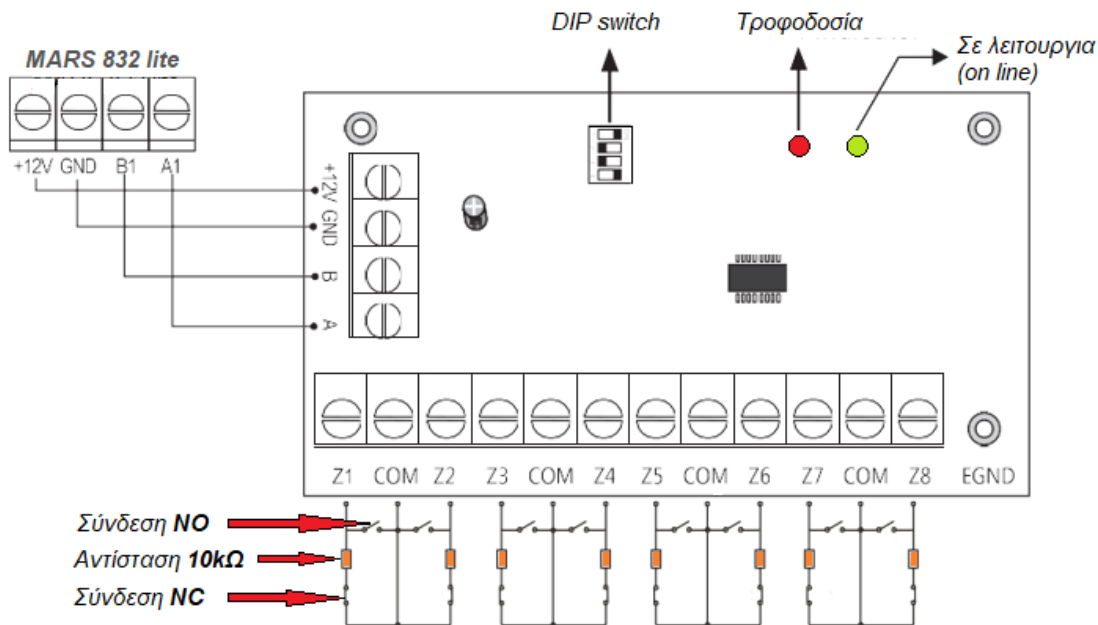 DIP switch
Τροφοδοσία
Σε λειτουργια
(on line)
MARS 832 lite
+12V GND B1 A1
+12V
GND
B
A
Z1 COM Z2 Z3 COM Z4 Z5 COM Z6 Z7 COM Z8 EGND
Σύνδεση NO
Αντίσταση 10kΩ
Σύνδεση NC